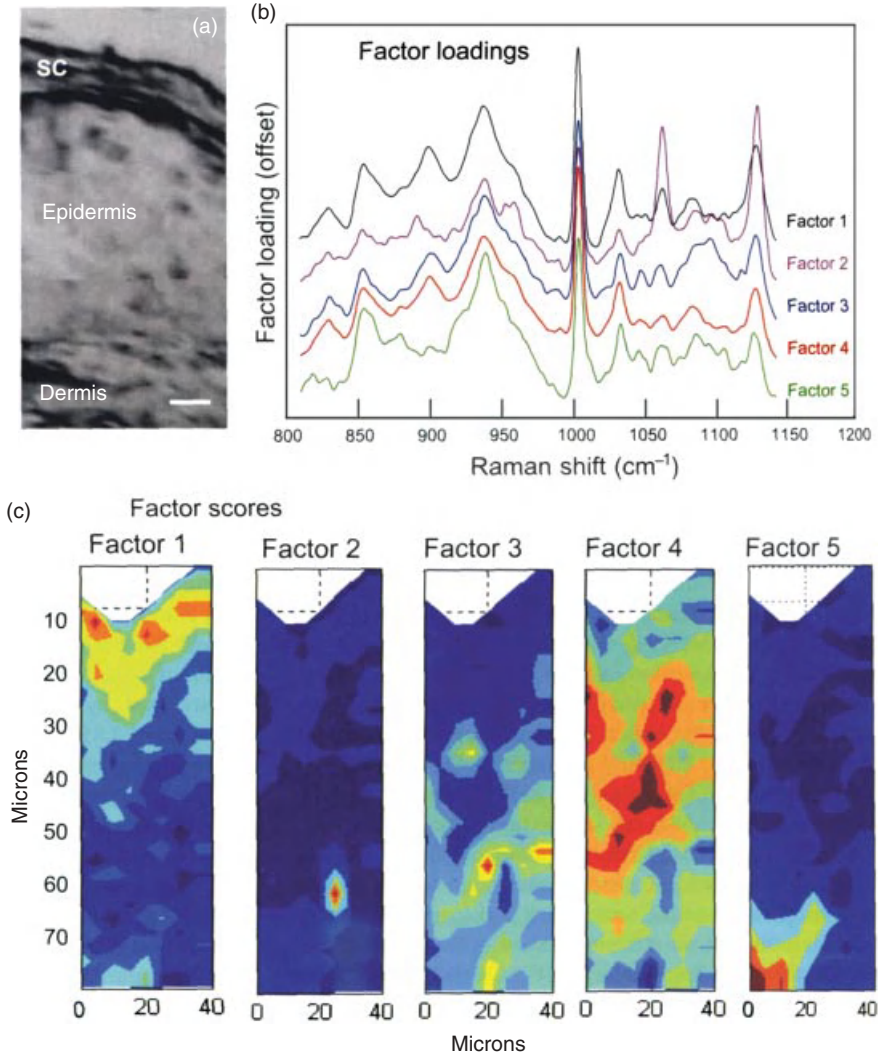 (a)
SC
Epidermis
Dermis
(b)
Factor loadings
Factor loading (offset)
Factor 1
Factor 2
Factor 3
Factor 4
Factor 5
800 850 900 950 1000 1050 1100 1150 1200
Raman shift (cm⁻¹)
(c)
Factor scores
Factor 1 Factor 2 Factor 3 Factor 4 Factor 5
Microns
10
20
30
40
50
60
70
0 20 40 0 20 40 0 20 40 0 20 40 0 20 40
Microns